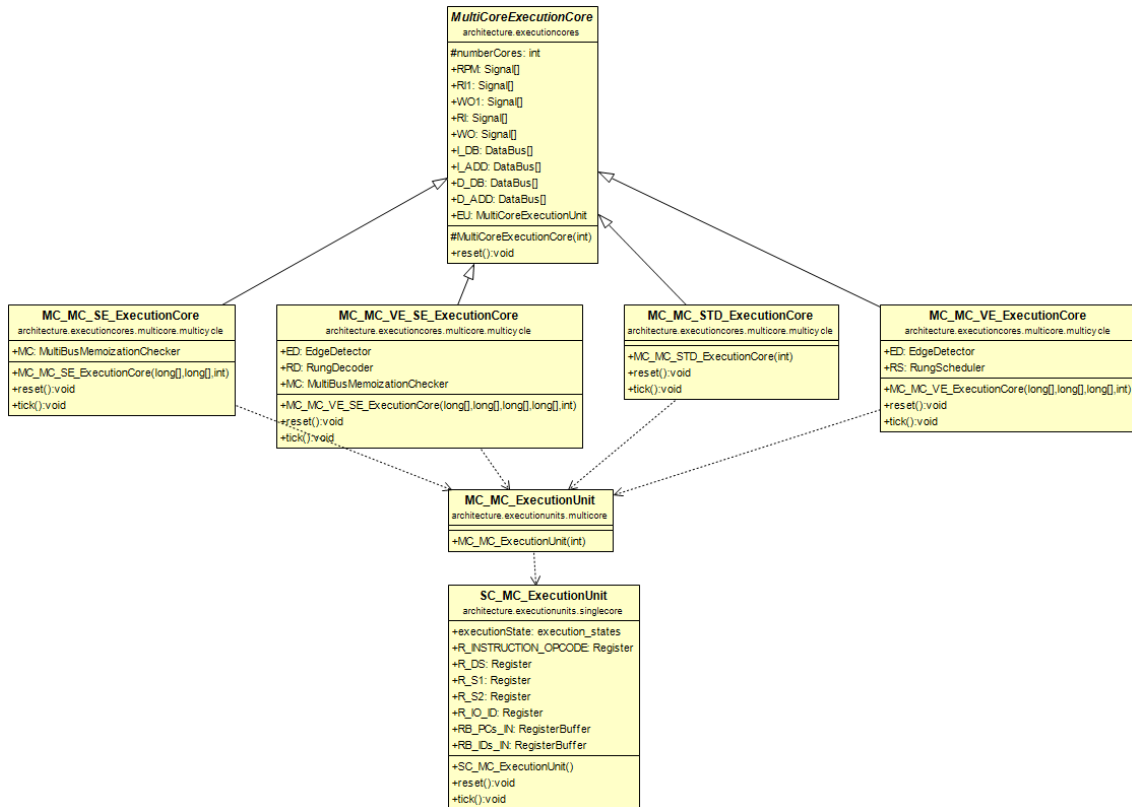 MultiCoreExecutionCore
architecture.executioncores
#numberCores: int
+RPM: Signal[]
+RI1: Signal[]
+WO1: Signal[]
+RI: Signal[]
+WO: Signal[]
+I_DB: DataBus[]
+I_ADD: DataBus[]
+D_DB: DataBus[]
+D_ADD: DataBus[]
+EU: MultiCoreExecutionUnit
#MultiCoreExecutionCore(int)
+reset():void
MC_MC_SE_ExecutionCore
architecture.executioncores.multicore.multicycle
+MC: MultiBusMemoizationChecker
+MC_MC_SE_ExecutionCore(long[],long[],int)
+reset():void
+tick():void
MC_MC_VE_SE_ExecutionCore
architecture.executioncores.multicore.multicycle
+ED: EdgeDetector
+RD: RungDecoder
+MC: MultiBusMemoizationChecker
+MC_MC_VE_SE_ExecutionCore(long[],long[],long[],long[],int)
+reset():void
+tick():void
MC_MC_STD_ExecutionCore
architecture.executioncores.multicore.multicycle
+MC_MC_STD_ExecutionCore(int)
+reset():void
+tick():void
MC_MC_VE_ExecutionCore
architecture.executioncores.multicore.multicycle
+ED: EdgeDetector
+RS: RungScheduler
+MC_MC_VE_ExecutionCore(long[],long[],long[],int)
+reset():void
+tick():void
MC_MC_ExecutionUnit
architecture.executionunits.multicore
+MC_MC_ExecutionUnit(int)
SC_MC_ExecutionUnit
architecture.executionunits.singlecore
+executionState: execution_states
+R_INSTRUCTION_OPCODE: Register
+R_DS: Register
+R_S1: Register
+R_S2: Register
+R_IO_ID: Register
+RB_PCs_IN: RegisterBuffer
+RB_IDs_IN: RegisterBuffer
+SC_MC_ExecutionUnit()
+reset():void
+tick():void